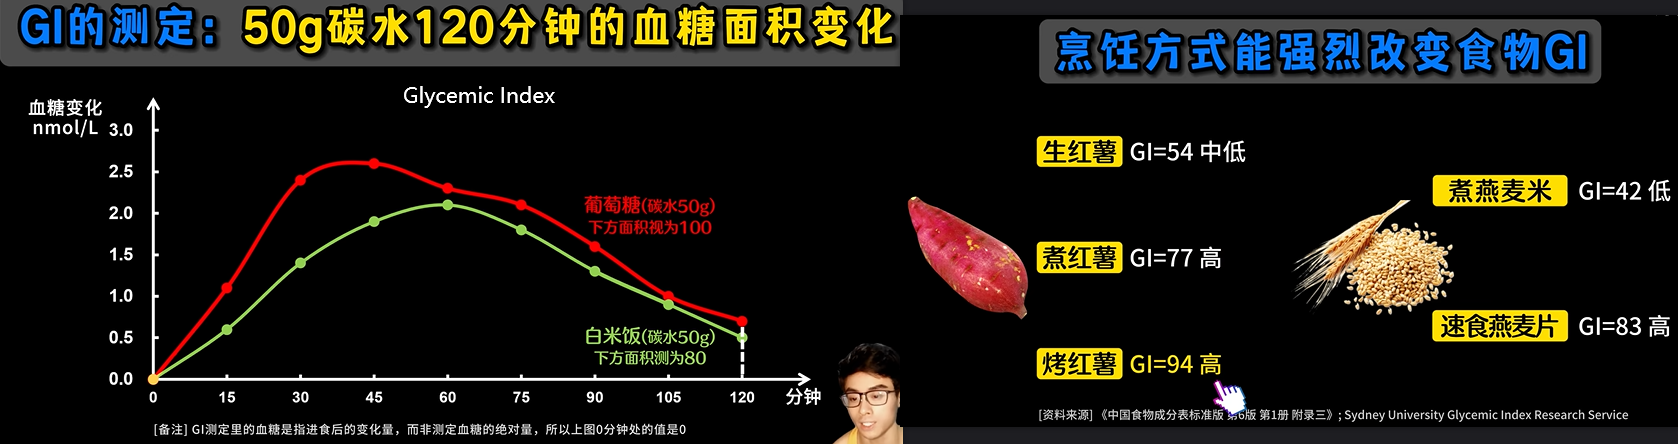 GI的测定：50g碳水120分钟的血糖面积变化
Glycemic Index
血糖变化
nmol/L
3.0
2.5
2.0
1.5
1.0
0.5
0.0
0 15 30 45 60 75 90 105 120 分钟
葡萄糖(碳水50g)
下方面积视为100
白米饭(碳水50g)
下方面积测为80
[备注] GI测定里的血糖是指进食后的变化量，而非测定血糖的绝对量，所以上图0分钟处的值是0
烹饪方式能强烈改变食物GI
生红薯 GI=54 中低
煮红薯 GI=77 高
烤红薯 GI=94 高
煮燕麦米 GI=42 低
速食燕麦片 GI=83 高
[资料来源] 《中国食物成分表标准版 第6版 第1册 附录三》; Sydney University Glycemic Index Research Service